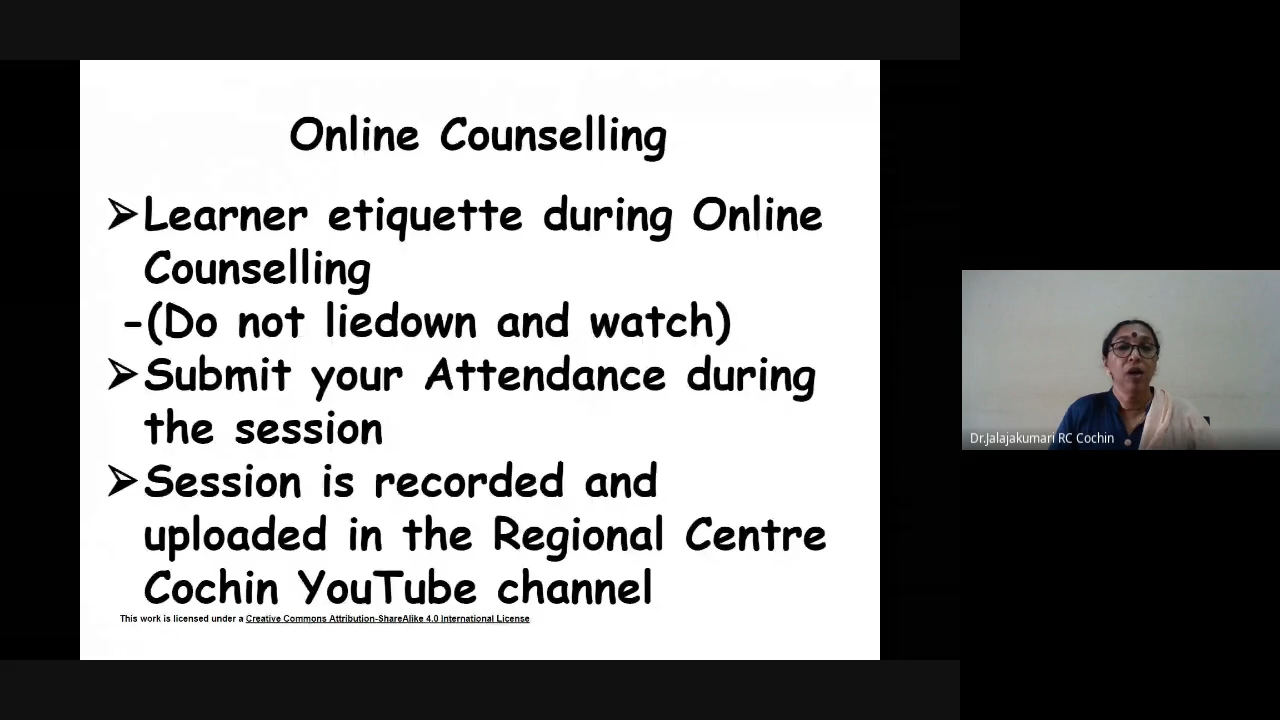 Online Counselling
➢Learner etiquette during Online
Counselling
-(Do not liedown and watch)
➢Submit your Attendance during
the session
➢Session is recorded and
uploaded in the Regional Centre
Cochin YouTube channel
This work is licensed under a Creative Commons Attribution-ShareAlike 4.0 International License
Dr.Jalajakumari RC Cochin